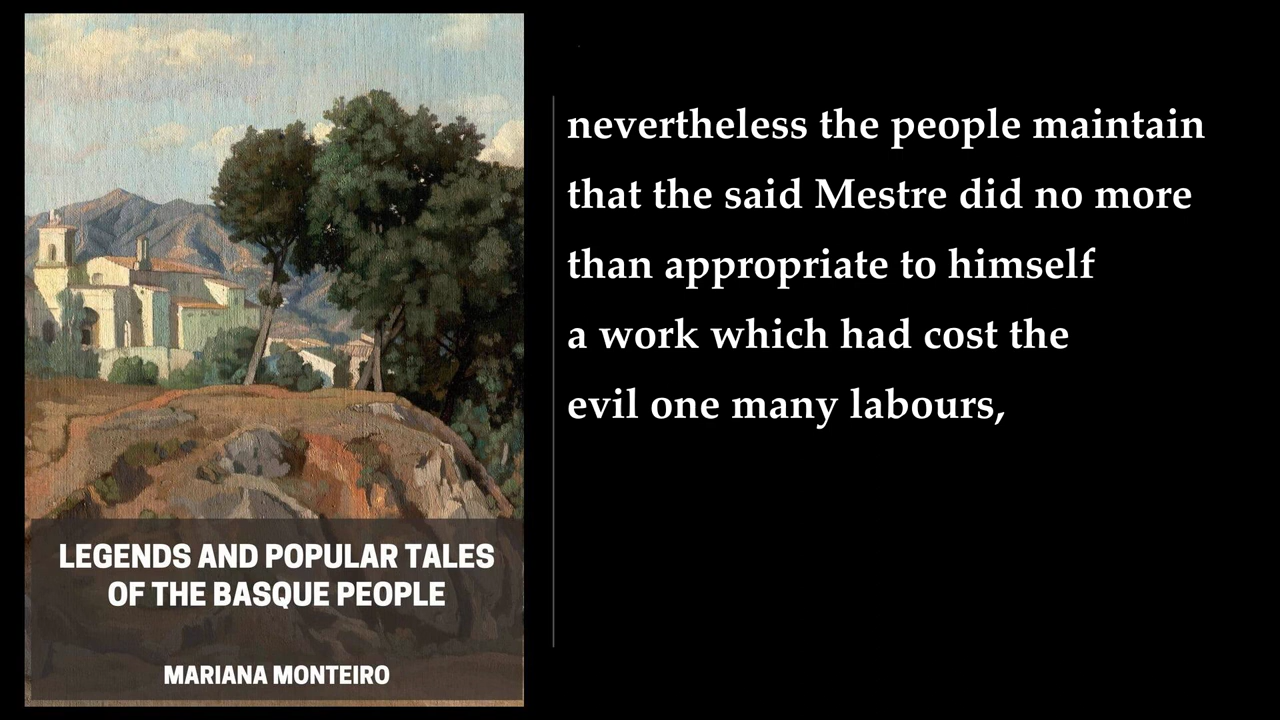 nevertheless the people maintain
that the said Mestre did no more
than appropriate to himself
a work which had cost the
evil one many labours,
LEGENDS AND POPULAR TALES
OF THE BASQUE PEOPLE
MARIANA MONTEIRO